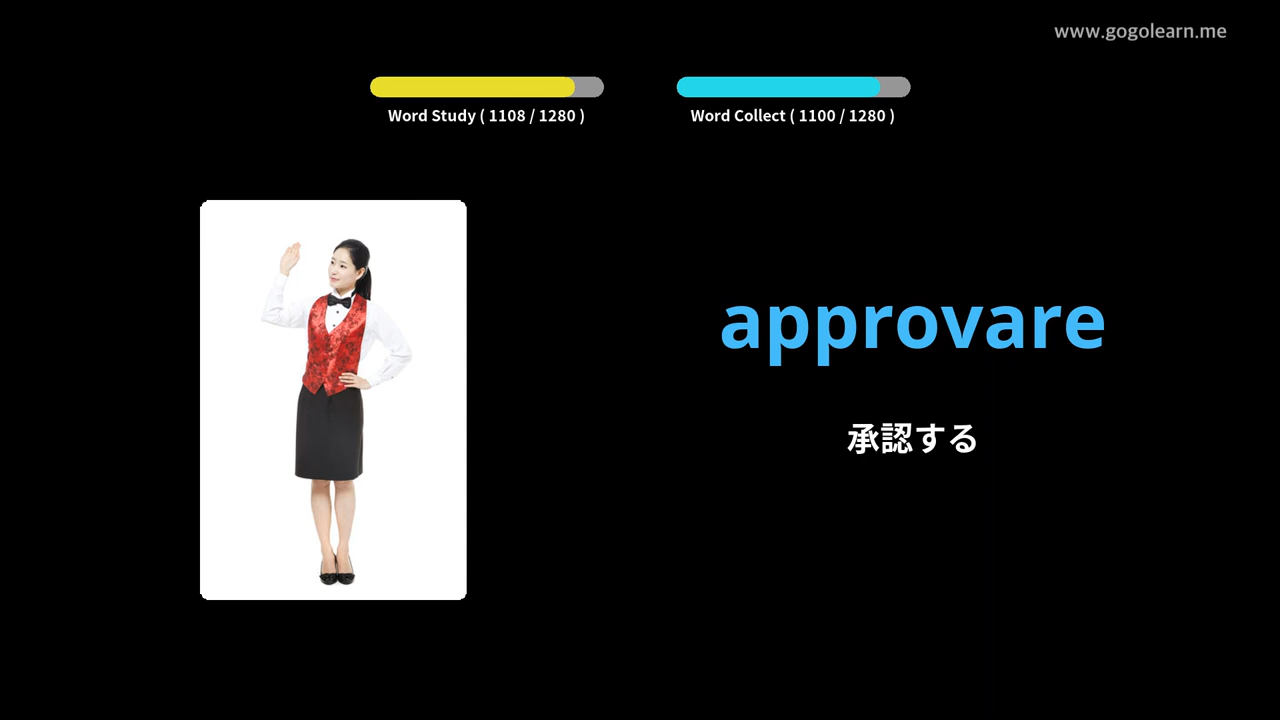 www.gogolearn.me
Word Study ( 1108 / 1280 )
Word Collect ( 1100 / 1280 )
approvare
承認する